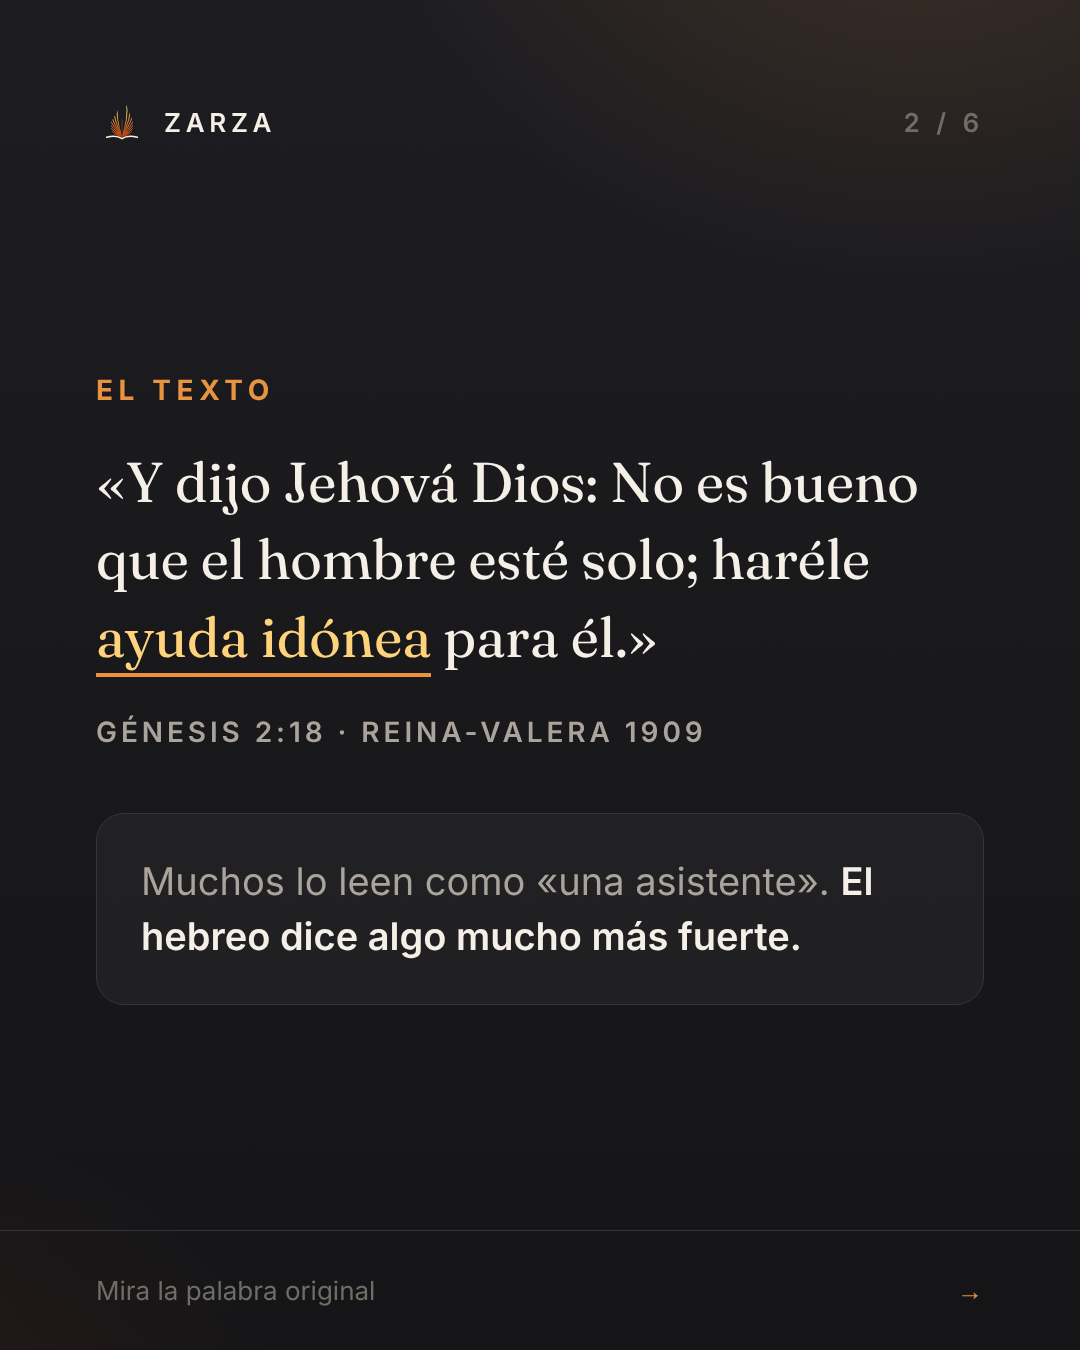 ZARZA
2 / 6
EL TEXTO
«Y dijo Jehová Dios: No es bueno
que el hombre esté solo; haréle
ayuda idónea para él.»
GÉNESIS 2:18 · REINA-VALERA 1909
Muchos lo leen como «una asistente». El
hebreo dice algo mucho más fuerte.
Mira la palabra original
→